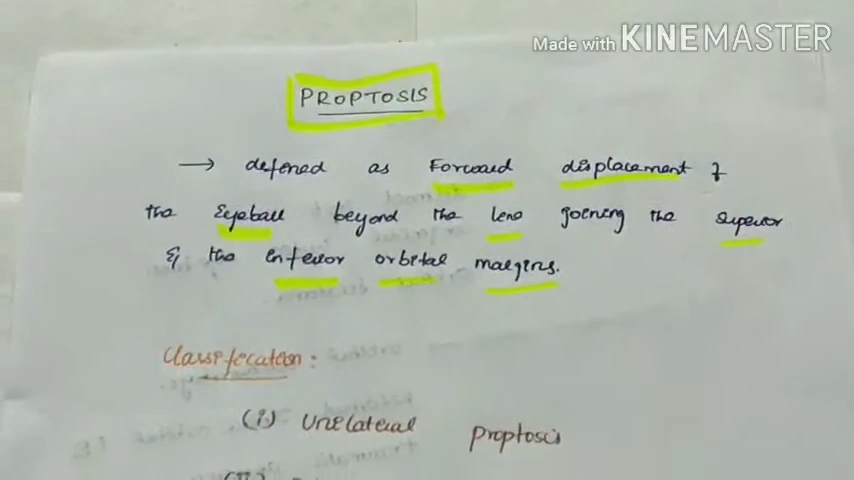 Made with KINEMASTER
PROPTOSIS
→ defined as Forward displacement of
the Eyeball beyond the line joining the superior
& the inferior orbital margins.
Classification:
(i) Unilateral proptosis
(ii)